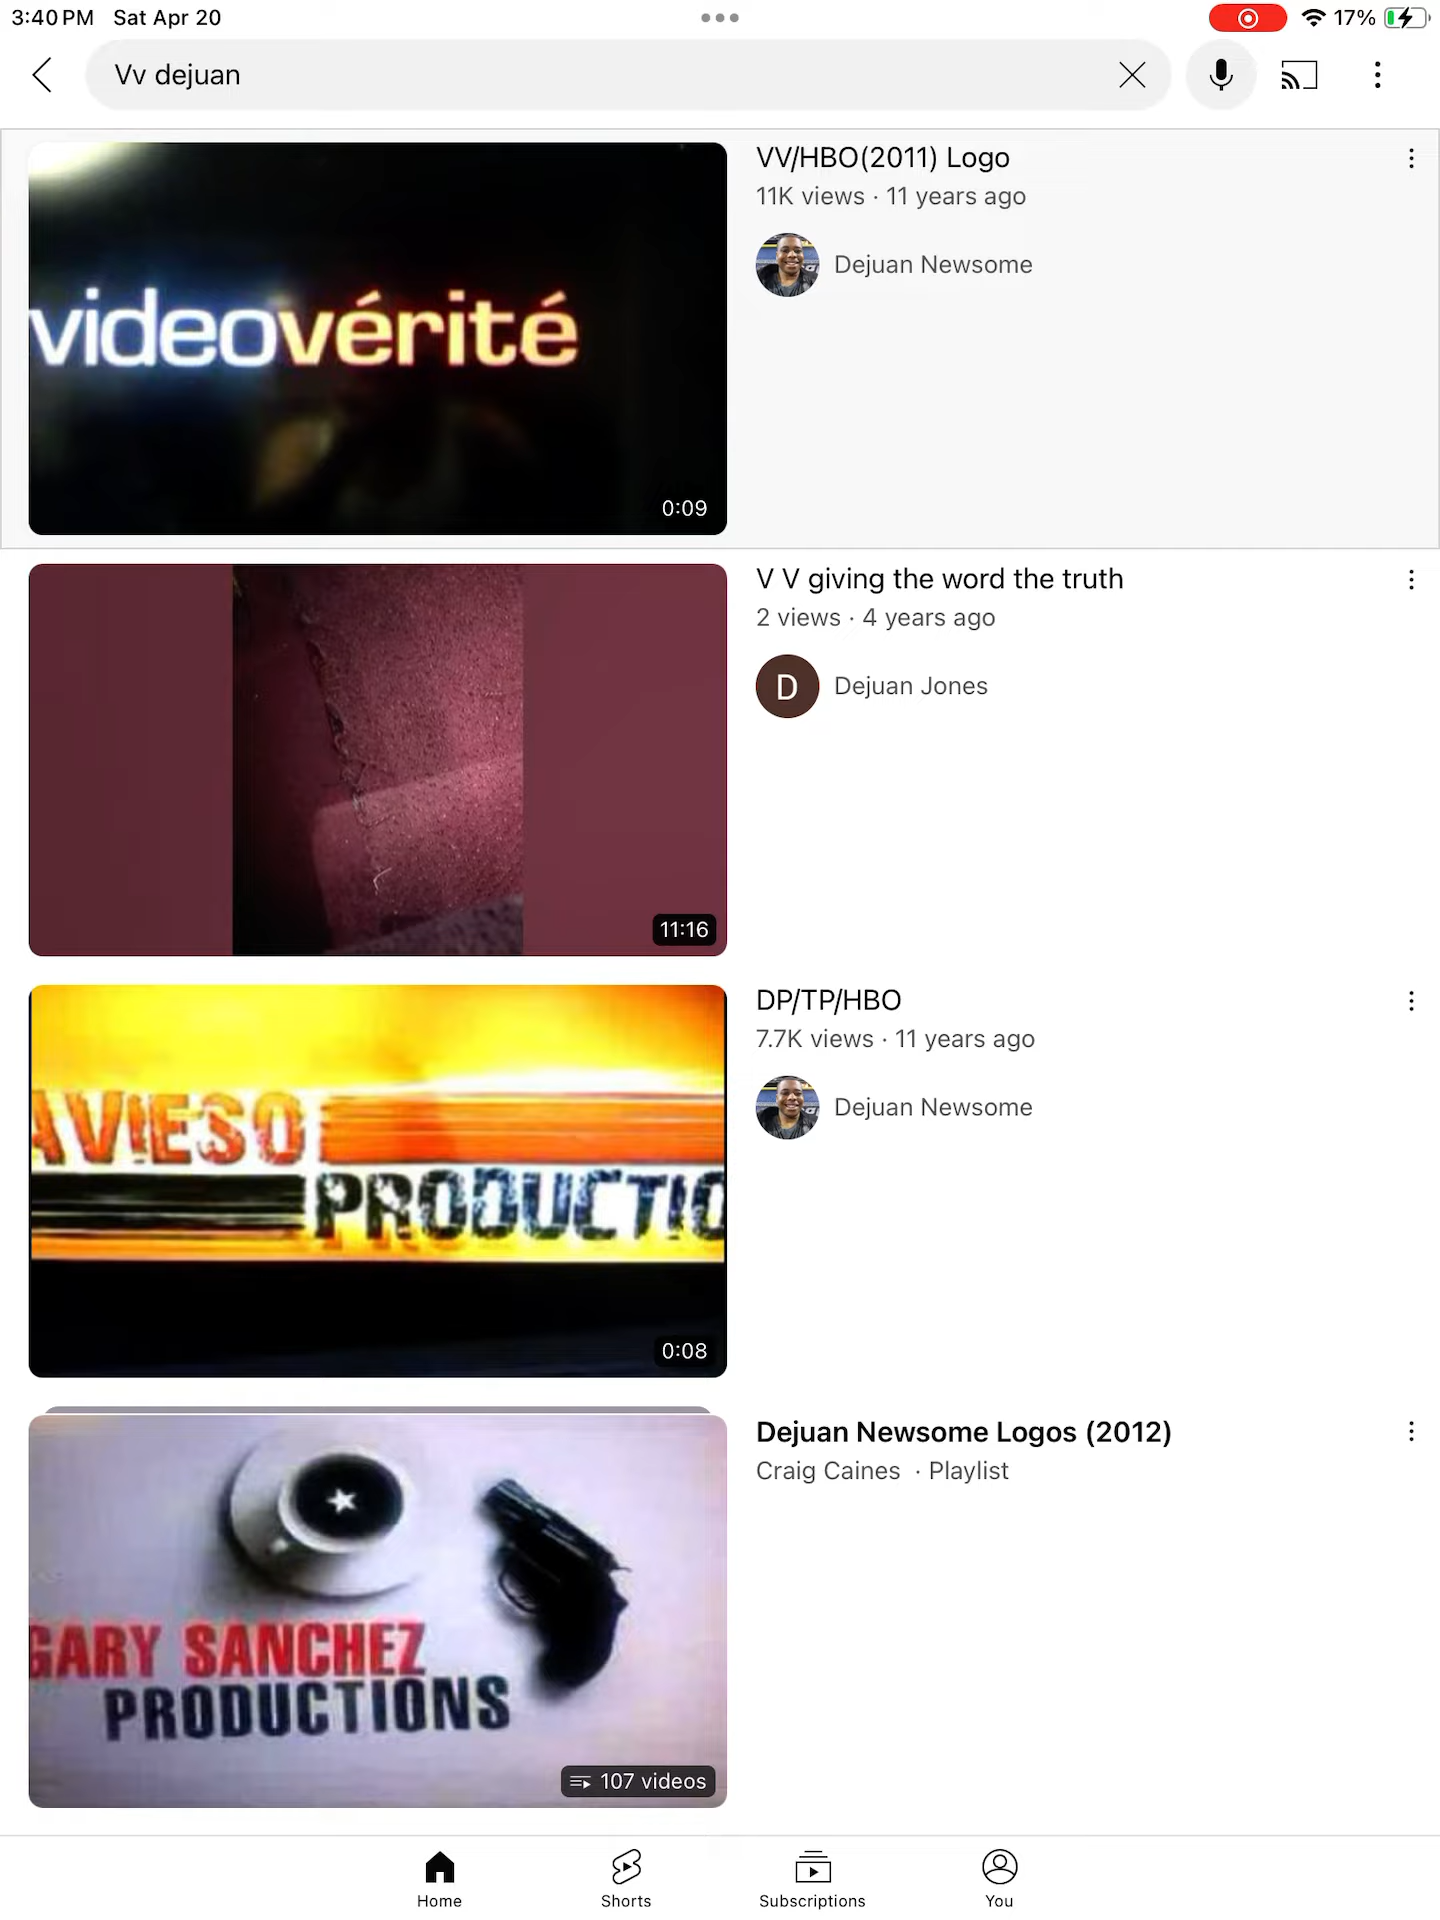 3:40 PM Sat Apr 20
17%
Vv dejuan
videovérité
0:09
VV/HBO(2011) Logo
11K views · 11 years ago
Dejuan Newsome
11:16
V V giving the word the truth
2 views · 4 years ago
D
Dejuan Jones
AVIESO
PRODUCTIO
0:08
DP/TP/HBO
7.7K views · 11 years ago
Dejuan Newsome
GARY SANCHEZ
PRODUCTIONS
107 videos
Dejuan Newsome Logos (2012)
Craig Caines · Playlist
Home
Shorts
Subscriptions
You